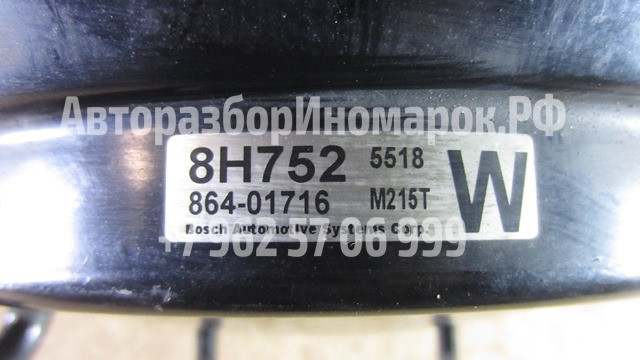 АвторазборИномарок.РФ
8H752 5518
864-01716 M215T W
Bosch Automotive Systems Corp.
+7 962 57 06 999